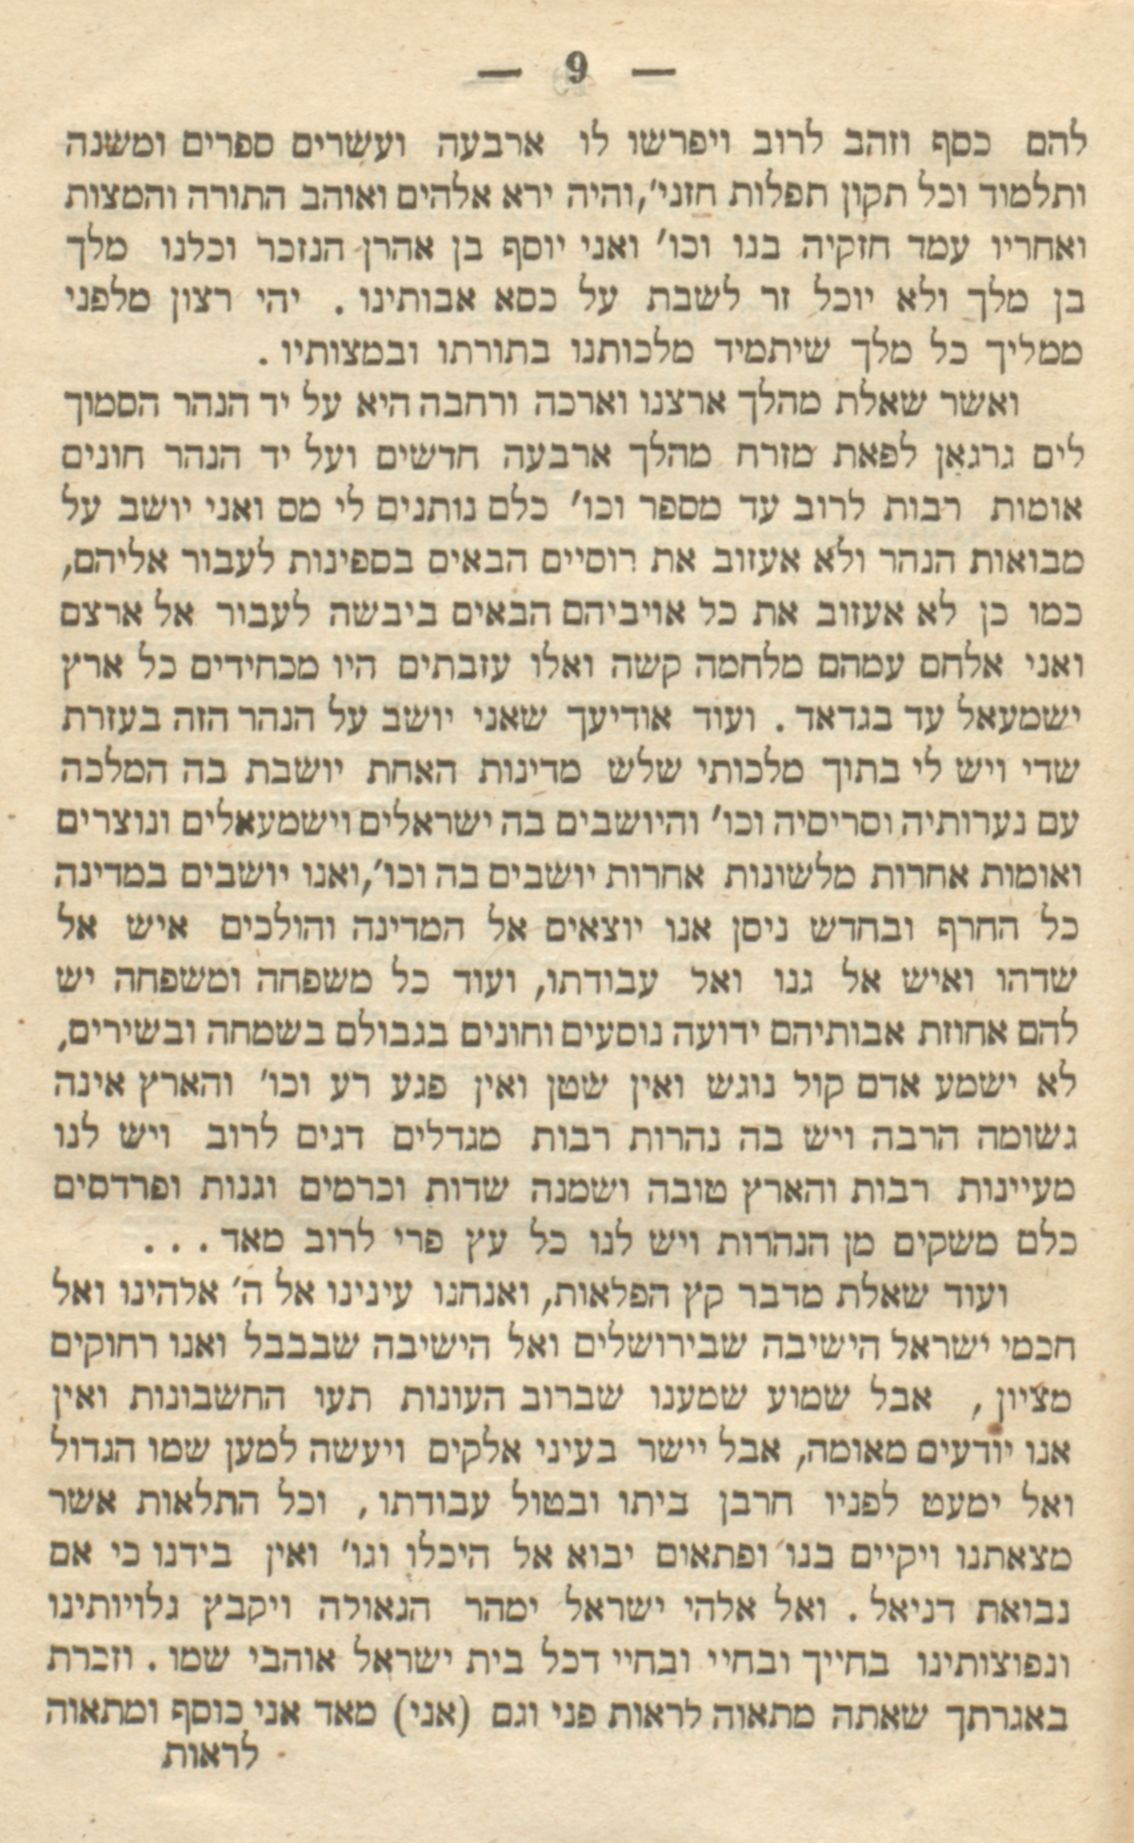 — 9 —
להם כסף וזהב לרוב ויפרשו לו ארבעה ועשרים ספרים ומשנה
ותלמוד וכל תקון תפלות חזני׳, והיה ירא אלהים ואוהב התורה והמצות
ואחריו עמד חזקיה בנו וכו׳ ואני יוסף בן אהרן הנזכר וכלנו מלך
בן מלך ולא יוכל זר לשבת על כסא אבותינו. יהי רצון מלפני
ממליך כל מלך שיתמיד מלכותנו בתורתו ובמצותיו.
ואשר שאלת מהלך ארצנו וארכה ורחבה היא על יד הנהר הסמוך
לים גרגאן לפאת מזרח מהלך ארבעה חדשים ועל יד הנהר חונים
אומות רבות לרוב עד מספר וכו׳ כלם נותנים לי מס ואני יושב על
מבואות הנהר ולא אעזוב את רוסיים הבאים בספינות לעבור אליהם,
כמו כן לא אעזוב את כל אויביהם הבאים ביבשה לעבור אל ארצם
ואני אלחם עמהם מלחמה קשה ואלו עזבתים היו מכחידים כל ארץ
ישמעאל עד בגדאד. ועוד אודיעך שאני יושב על הנהר הזה בעזרת
שדי ויש לי בתוך מלכותי שלש מדינות האחת יושבת בה המלכה
עם נערותיה וסריסיה וכו׳ והיושבים בה ישראלים וישמעאלים ונוצרים
ואומות אחרות מלשונות אחרות יושבים בה וכו׳, ואנו יושבים במדינה
כל החרף ובחדש ניסן אנו יוצאים אל המדינה והולכים איש אל
שדהו ואיש אל גנו ואל עבודתו, ועוד כל משפחה ומשפחה יש
להם אחוזת אבותיהם ידועה נוסעים וחונים בגבולם בשמחה ובשירים,
לא ישמע אדם קול נוגש ואין שטן ואין פגע רע וכו׳ והארץ אינה
גשומה הרבה ויש בה נהרות רבות מגדלים דגים לרוב ויש לנו
מעיינות רבות והארץ טובה ושמנה שדות וכרמים וגנות ופרדסים
כלם משקים מן הנהרות ויש לנו כל עץ פרי לרוב מאד...
ועוד שאלת מדבר קץ הפלאות, ואנחנו עינינו אל ה׳ אלהינו ואל
חכמי ישראל הישיבה שבירושלים ואל הישיבה שבבבל ואנו רחוקים
מציון, אבל שמוע שמענו שברוב העונות תעו החשבונות ואין
אנו יודעים מאומה, אבל יישר בעיני אלקים ויעשה למען שמו הגדול
ואל ימעט לפניו חרבן ביתו ובטול עבודתו, וכל התלאות אשר
מצאתנו ויקיים בנו ופתאום יבוא אל היכלו וגו׳ ואין בידנו כי אם
נבואת דניאל. ואל אלהי ישראל ימהר הגאולה ויקבץ גלויותינו
ונפוצותינו בחייך ובחיי ובחיי דכל בית ישראל אוהבי שמו. וזכרת
באגרתך שאתה מתאוה לראות פני וגם (אני) מאד אני כוסף ומתאוה
לראות